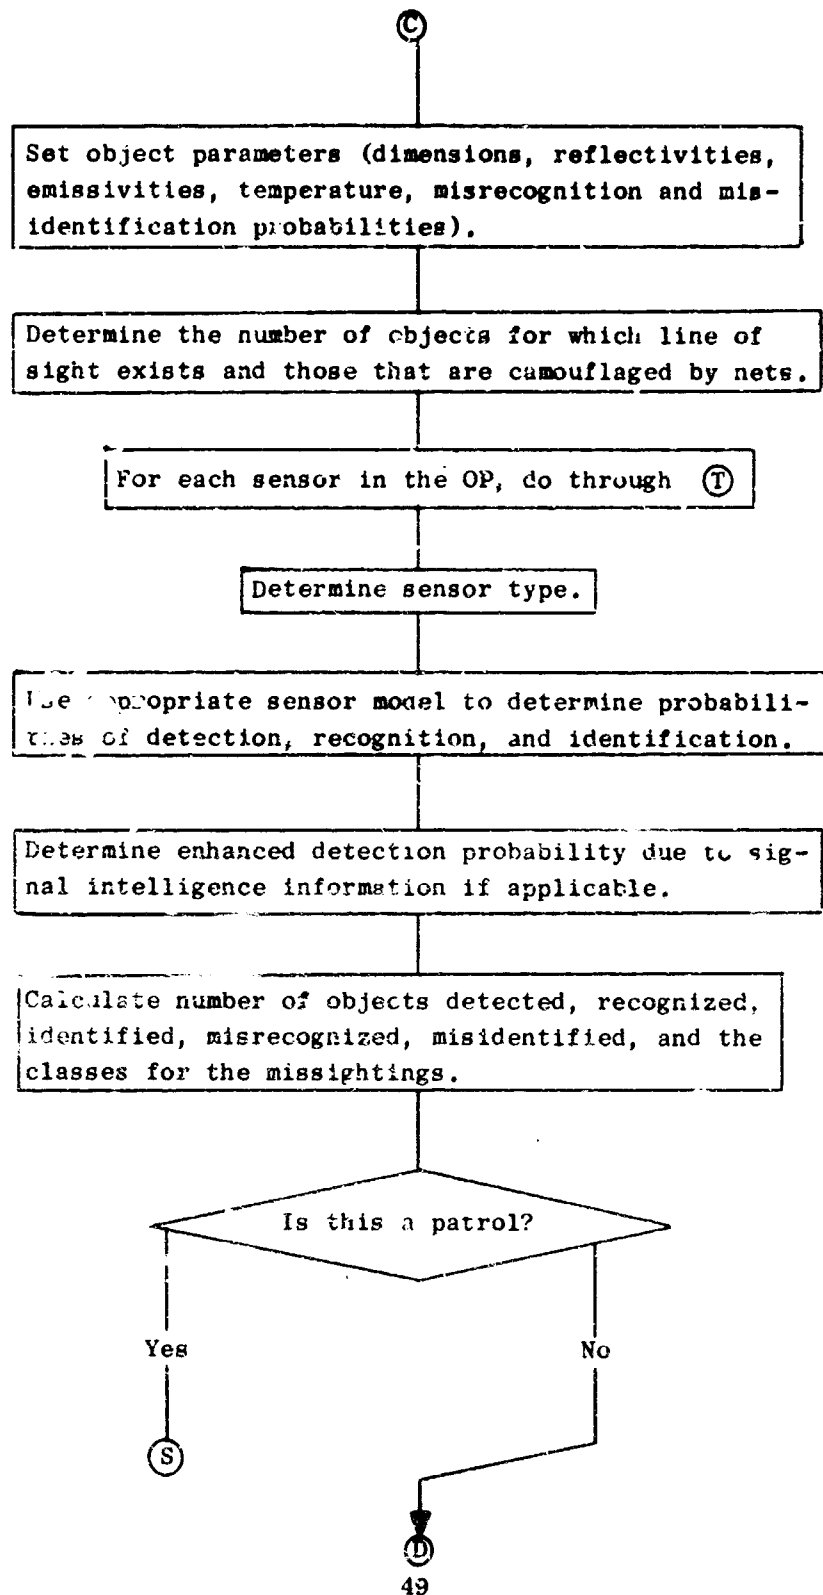 C
Set object parameters (dimensions, reflectivities,
emissivities, temperature, misrecognition and mis-
identification probabilities).
Determine the number of objects for which line of
sight exists and those that are camouflaged by nets.
For each sensor in the OP, do through T
Determine sensor type.
Use appropriate sensor model to determine probabili-
ties of detection, recognition, and identification.
Determine enhanced detection probability due to sig-
nal intelligence information if applicable.
Calculate number of objects detected, recognized,
identified, misrecognized, misidentified, and the
classes for the missightings.
Is this a patrol?
Yes
No
S
D
49